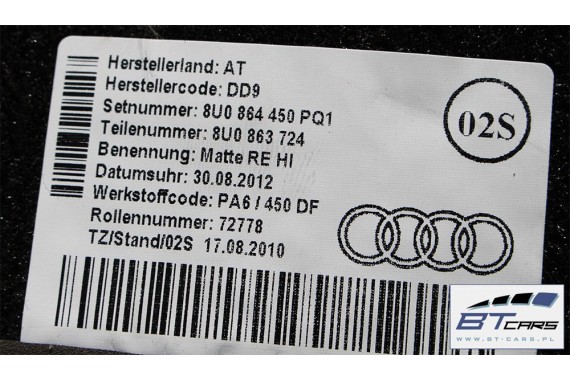 Herstellerland: AT
Herstellercode: DD9
Setnummer: 8U0 864 450 PQ1
Teilenummer: 8U0 863 724
Benennung: Matte RE HI
Datumsuhr: 30.08.2012
Werkstoffcode: PA6 / 450 DF
Rollennummer: 72778
TZ/Stand/02S 17.08.2010
02S
BT CARS
WWW.BT-CARS.PL